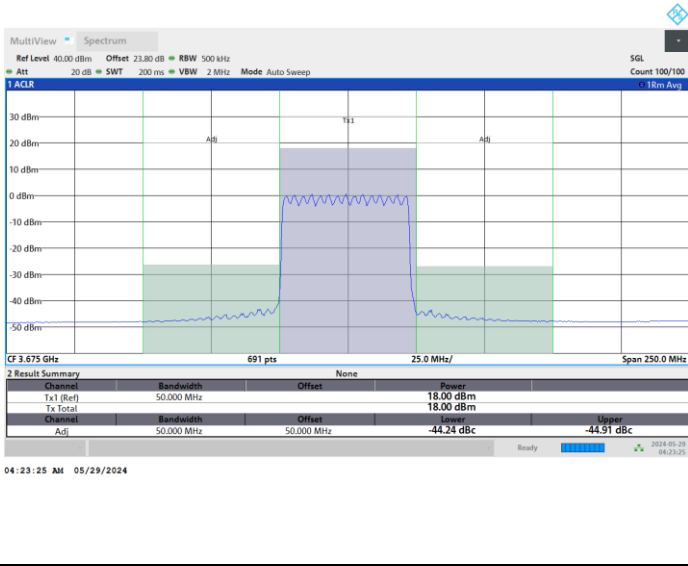 MultiView Spectrum
Ref Level 40.00 dBm Offset 23.80 dB RBW 500 kHz SGL
Att 20 dB SWT 200 ms VBW 2 MHz Mode Auto Sweep Count 100/100
1 ACLR 1Rm Avg
30 dBm
Tx1
20 dBm
Adj Adj
10 dBm
0 dBm
-10 dBm
-20 dBm
-30 dBm
-40 dBm
-50 dBm
CF 3.675 GHz 691 pts 25.0 MHz/ Span 250.0 MHz
2 Result Summary None
Channel Bandwidth Offset Power
Tx1 (Ref) 50.000 MHz 18.00 dBm
Tx Total 18.00 dBm
Channel Bandwidth Offset Lower Upper
Adj 50.000 MHz 50.000 MHz -44.24 dBc -44.91 dBc
Ready 2024-05-29
04:23:25
04:23:25 AM 05/29/2024